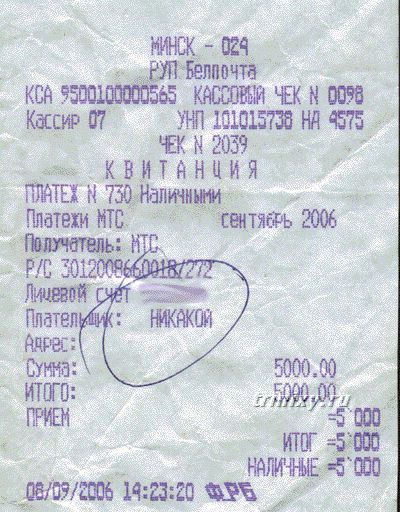 МИНСК - 024
РУП Белпочта
КСА 9500100000565 КАССОВЫЙ ЧЕК N 0098
Кассир 07 УНП 101015738 НА 4575
ЧЕК N 2039
КВИТАНЦИЯ
ПЛАТЕЖ N 730 Наличными
Платежи МТС сентябрь 2006
Получатель: МТС
Р/С 3012008660018/272
Лицевой счет
Плательщик: НИКАКОЙ
Адрес:
Сумма: 5000.00
ИТОГО: 5000.00
trinixy.ru
ПРИЕМ =5`000
ИТОГ =5`000
НАЛИЧНЫЕ =5`000
08/09/2006 14:23:20 ФРБ